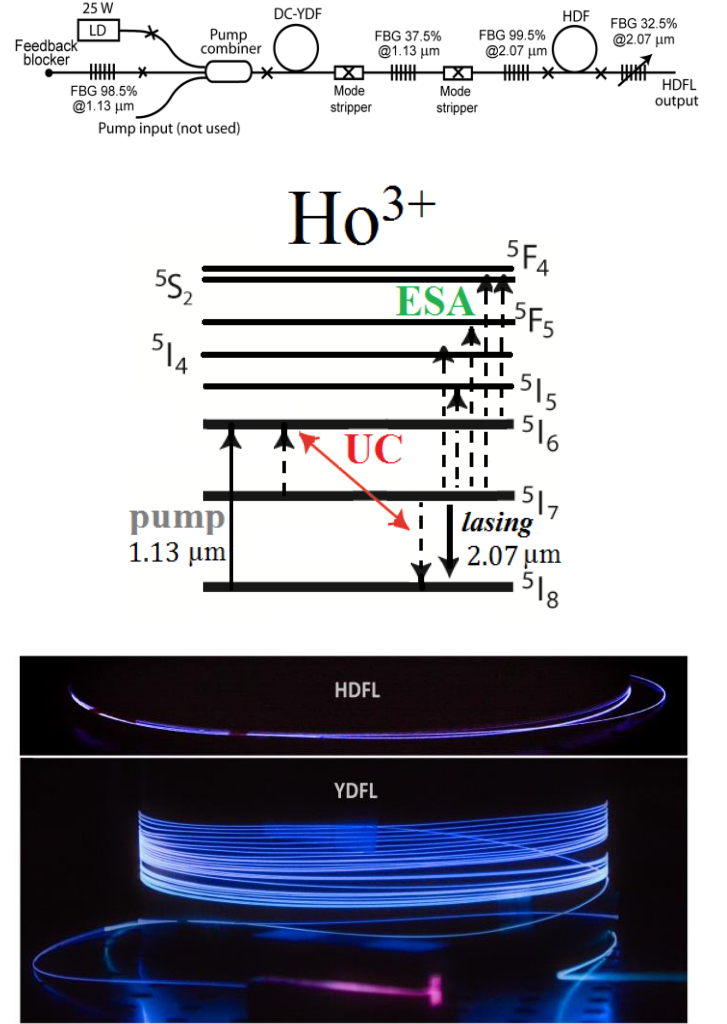 25 W
LD
Feedback
blocker
FBG 98.5%
@1.13 µm
Pump
combiner
Pump input (not used)
DC-YDF
Mode
stripper
FBG 37.5%
@1.13 µm
Mode
stripper
FBG 99.5%
@2.07 µm
HDF
FBG 32.5%
@2.07 µm
HDFL
output
Ho³⁺
⁵F₄
⁵S₂
ESA
⁵F₅
⁵I₄
⁵I₅
⁵I₆
UC
⁵I₇
pump
1.13 µm
lasing
2.07 µm
⁵I₈
HDFL
YDFL